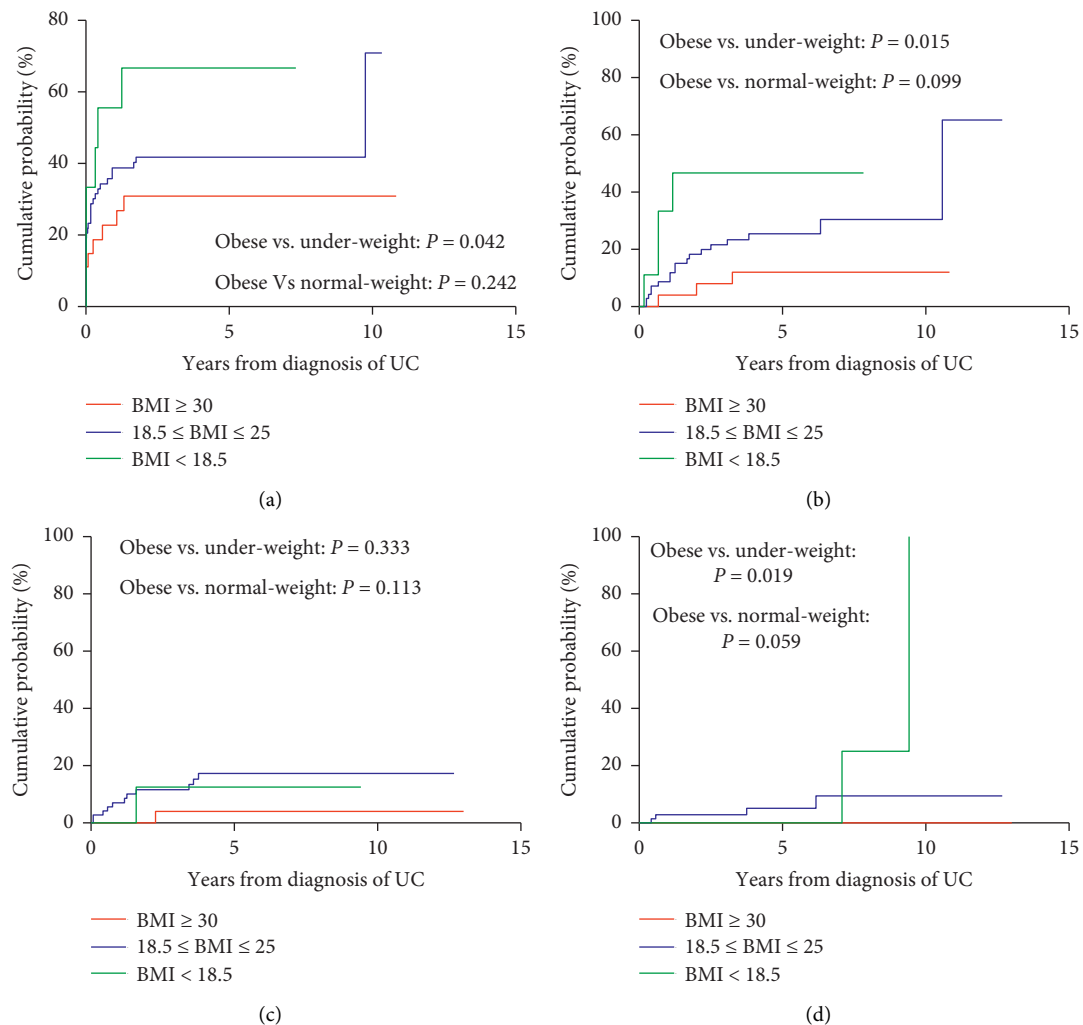 Cumulative probability (%)
80
60
40
20
0
Obese vs. under-weight: P = 0.042
Obese Vs normal-weight: P = 0.242
0 5 10 15
Years from diagnosis of UC
BMI ≥ 30
18.5 ≤ BMI ≤ 25
BMI < 18.5
(a)
Cumulative probability (%)
100
80
60
40
20
0
Obese vs. under-weight: P = 0.015
Obese vs. normal-weight: P = 0.099
0 5 10 15
Years from diagnosis of UC
BMI ≥ 30
18.5 ≤ BMI ≤ 25
BMI < 18.5
(b)
Cumulative probability (%)
100
80
60
40
20
0
Obese vs. under-weight: P = 0.333
Obese vs. normal-weight: P = 0.113
0 5 10 15
Years from diagnosis of UC
BMI ≥ 30
18.5 ≤ BMI ≤ 25
BMI < 18.5
(c)
Cumulative probability (%)
100
80
60
40
20
0
Obese vs. under-weight:
P = 0.019
Obese vs. normal-weight:
P = 0.059
0 5 10 15
Years from diagnosis of UC
BMI ≥ 30
18.5 ≤ BMI ≤ 25
BMI < 18.5
(d)